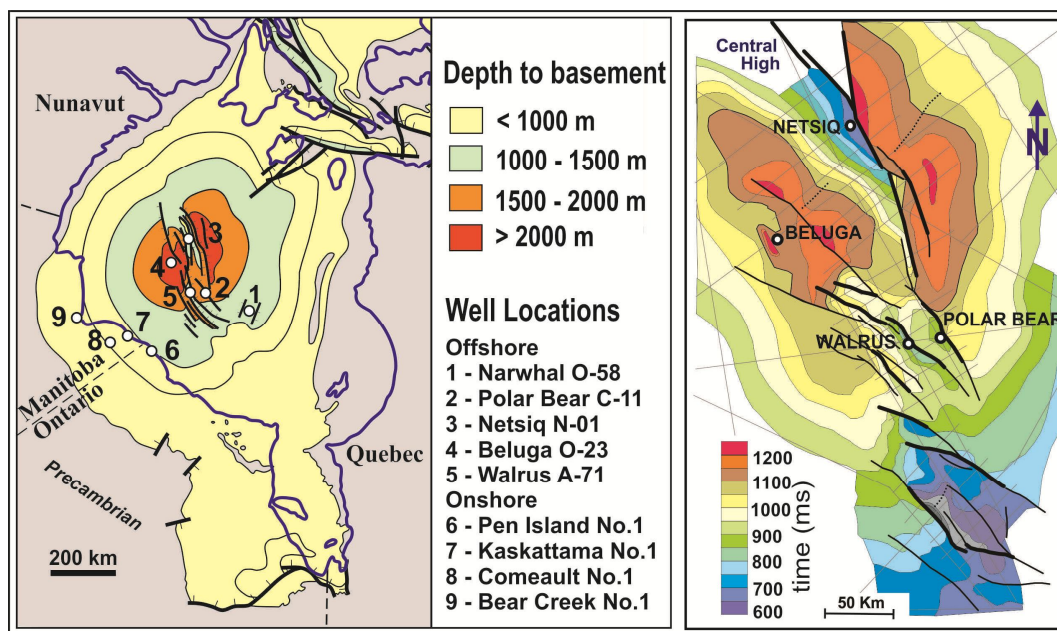 Nunavut
Manitoba
Ontario
Quebec
Precambrian
200 km
1
2
3
4
5
6
7
8
9
Depth to basement
< 1000 m
1000 - 1500 m
1500 - 2000 m
> 2000 m
Well Locations
Offshore
1 - Narwhal O-58
2 - Polar Bear C-11
3 - Netsiq N-01
4 - Beluga O-23
5 - Walrus A-71
Onshore
6 - Pen Island No.1
7 - Kaskattama No.1
8 - Comeault No.1
9 - Bear Creek No.1
Central
High
N
NETSIQ
BELUGA
POLAR BEAR
WALRUS
1200
1100
1000
900
800
700
600
time (ms)
50 Km